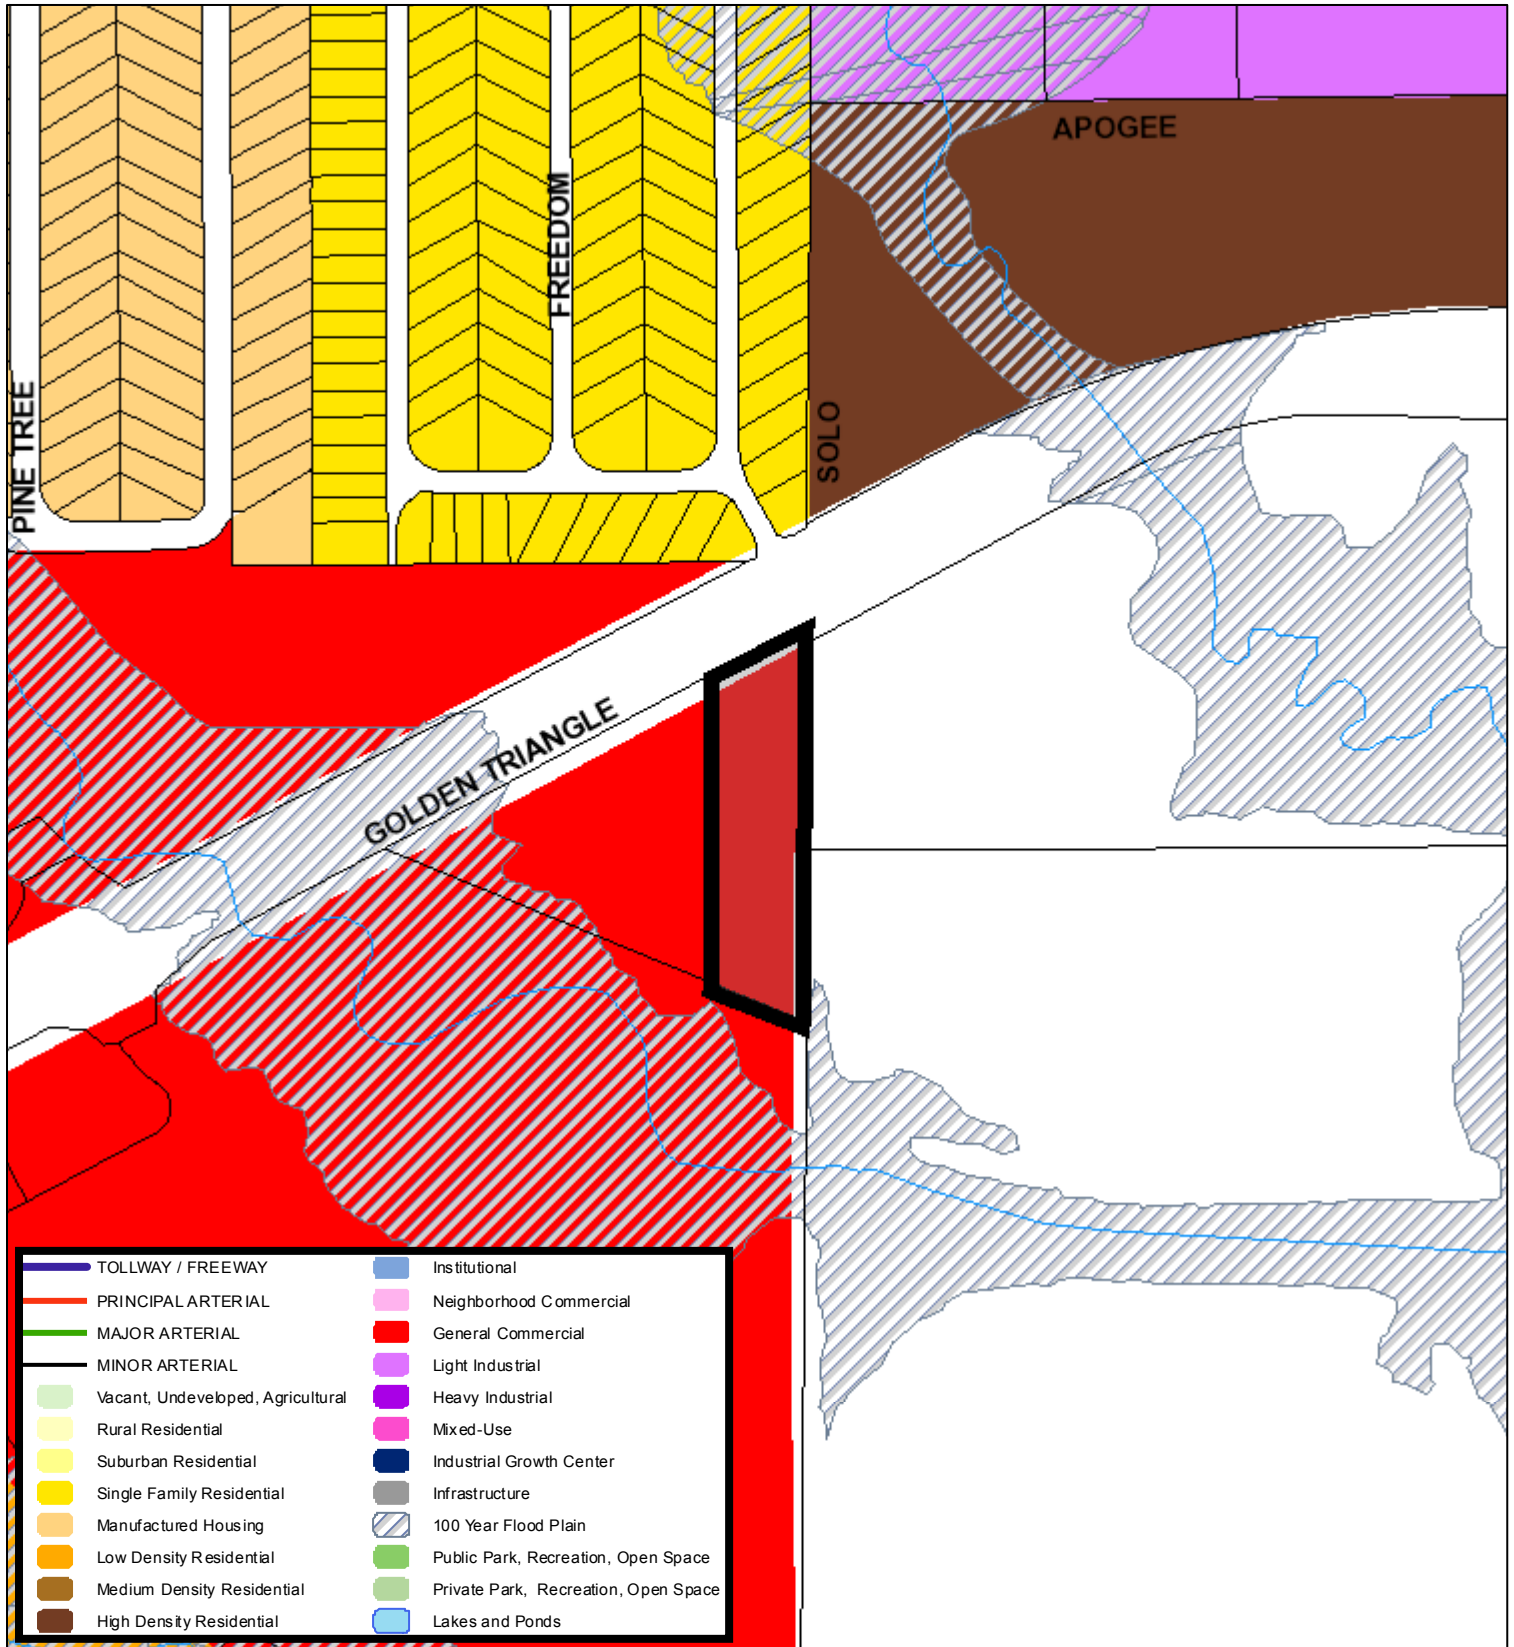 APOGEE
FREEDOM
PINE TREE
SOLO
GOLDEN TRIANGLE
TOLLWAY / FREEWAY
PRINCIPAL ARTERIAL
MAJOR ARTERIAL
MINOR ARTERIAL
Vacant, Undeveloped, Agricultural
Rural Residential
Suburban Residential
Single Family Residential
Manufactured Housing
Low Density Residential
Medium Density Residential
High Density Residential
Institutional
Neighborhood Commercial
General Commercial
Light Industrial
Heavy Industrial
Mixed-Use
Industrial Growth Center
Infrastructure
100 Year Flood Plain
Public Park, Recreation, Open Space
Private Park, Recreation, Open Space
Lakes and Ponds